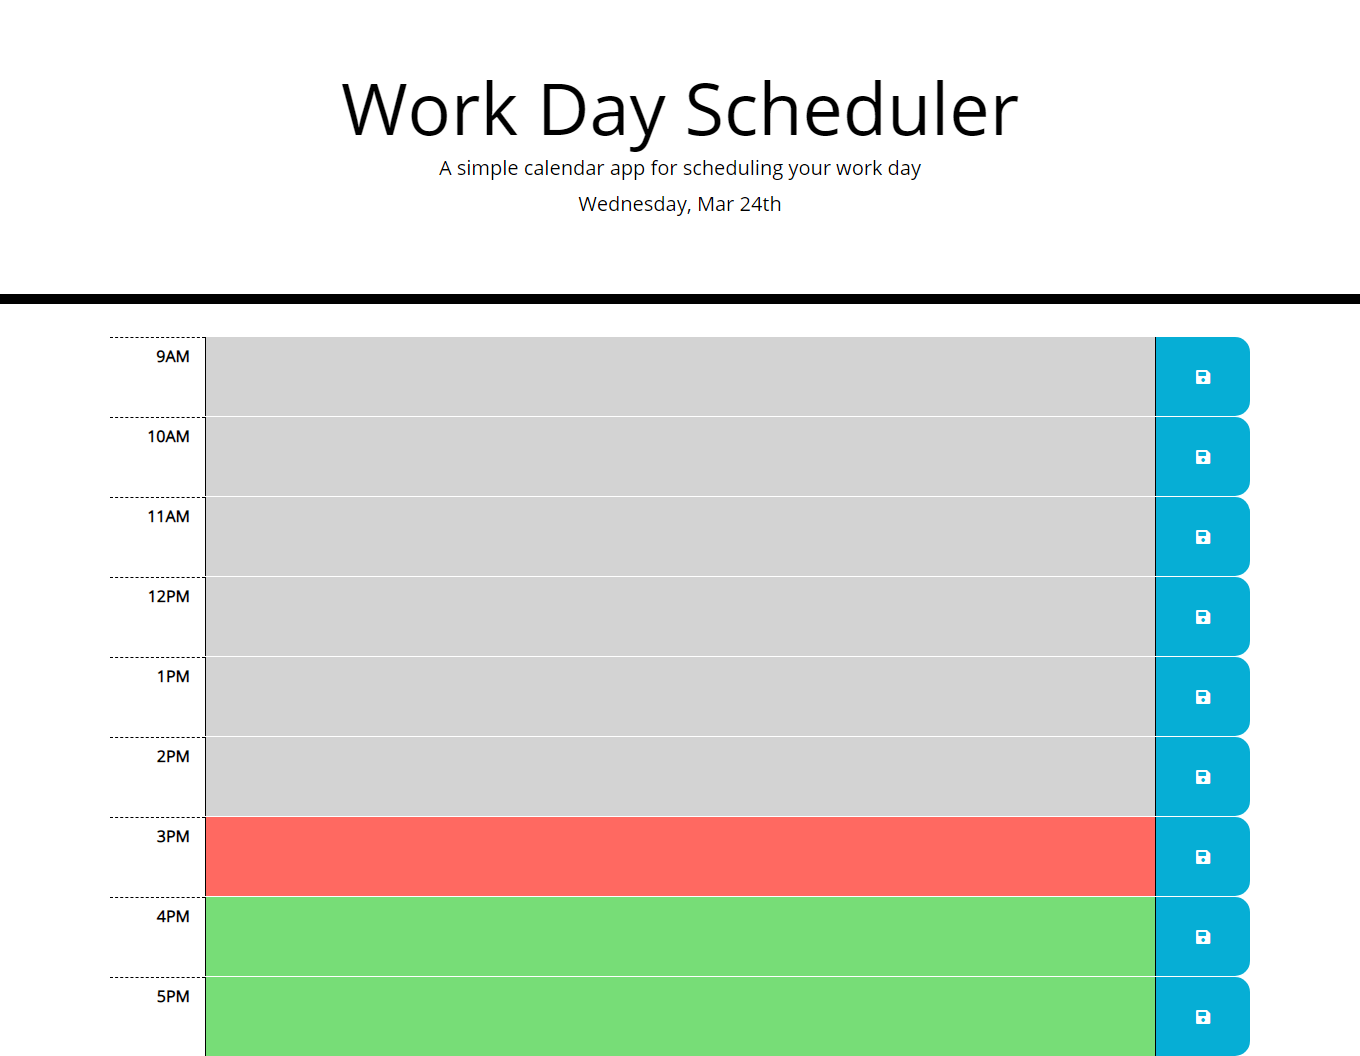 Work Day Scheduler
A simple calendar app for scheduling your work day
Wednesday, Mar 24th
9AM
10AM
11AM
12PM
1PM
2PM
3PM
4PM
5PM